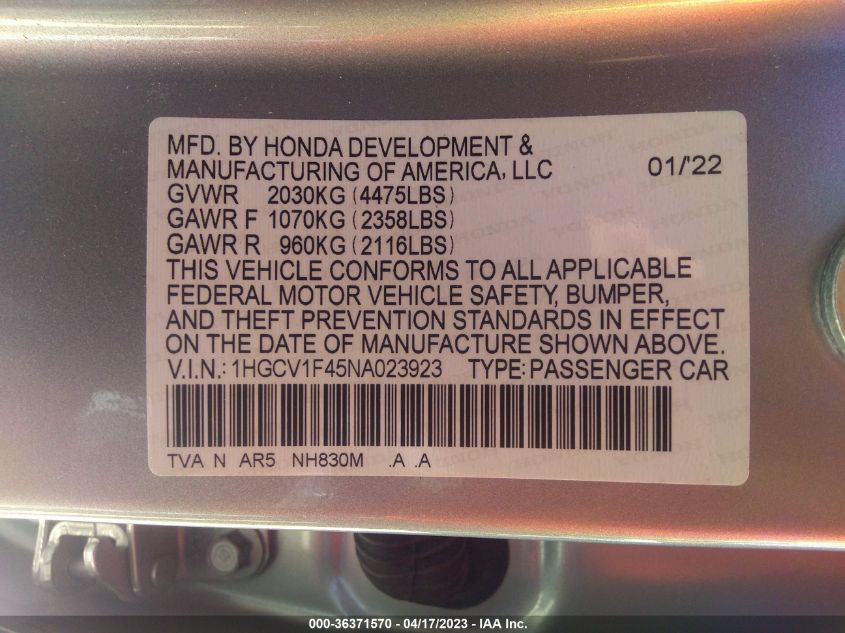 MFD. BY HONDA DEVELOPMENT &
MANUFACTURING OF AMERICA, LLC 01/'22
GVWR 2030KG (4475LBS)
GAWR F 1070KG (2358LBS)
GAWR R 960KG (2116LBS)
THIS VEHICLE CONFORMS TO ALL APPLICABLE
FEDERAL MOTOR VEHICLE SAFETY, BUMPER,
AND THEFT PREVENTION STANDARDS IN EFFECT
ON THE DATE OF MANUFACTURE SHOWN ABOVE.
V.I.N.: 1HGCV1F45NA023923 TYPE: PASSENGER CAR
TVA N AR5 NH830M .A .A
000-36371570 - 04/17/2023 - IAA Inc.